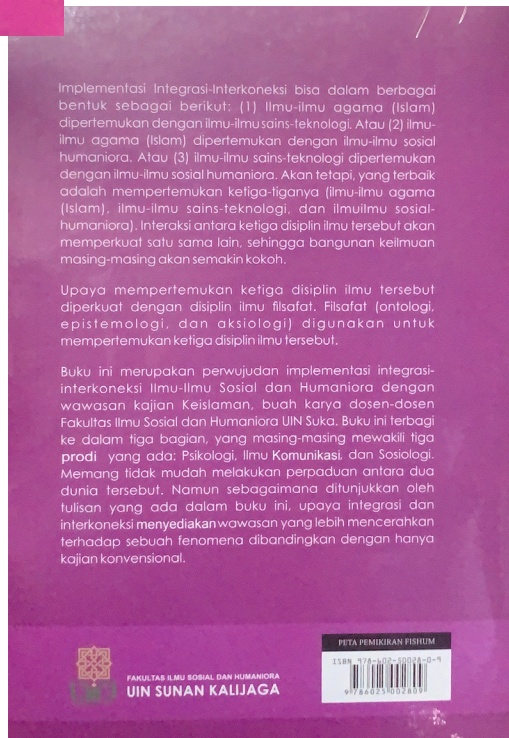 Implementasi Integrasi-Interkoneksi bisa dalam berbagai
bentuk sebagai berikut: (1) Ilmu-ilmu agama (Islam)
dipertemukan dengan ilmu-ilmu sains-teknologi. Atau (2) ilmu-
ilmu agama (Islam) dipertemukan dengan ilmu-ilmu sosial
humaniora. Atau (3) ilmu-ilmu sains-teknologi dipertemukan
dengan ilmu-ilmu sosial humaniora. Akan tetapi, yang terbaik
adalah mempertemukan ketiga-tiganya (ilmu-ilmu agama
(Islam), ilmu-ilmu sains-teknologi, dan ilmuilmu sosial-
humaniora). Interaksi antara ketiga disiplin ilmu tersebut akan
memperkuat satu sama lain, sehingga bangunan keilmuan
masing-masing akan semakin kokoh.
Upaya mempertemukan ketiga disiplin ilmu tersebut
diperkuat dengan disiplin ilmu filsafat. Filsafat (ontologi,
epistemologi, dan aksiologi) digunakan untuk
mempertemukan ketiga disiplin ilmu tersebut.
Buku ini merupakan perwujudan implementasi integrasi-
interkoneksi Ilmu-Ilmu Sosial dan Humaniora dengan
wawasan kajian Keislaman, buah karya dosen-dosen
Fakultas Ilmu Sosial dan Humaniora UIN Suka. Buku ini terbagi
ke dalam tiga bagian, yang masing-masing mewakili tiga
prodi yang ada: Psikologi, Ilmu Komunikasi, dan Sosiologi.
Memang tidak mudah melakukan perpaduan antara dua
dunia tersebut. Namun sebagaimana ditunjukkan oleh
tulisan yang ada dalam buku ini, upaya integrasi dan
interkoneksi menyediakan wawasan yang lebih mencerahkan
terhadap sebuah fenomena dibandingkan dengan hanya
kajian konvensional.
PETA PEMIKIRAN FISHUM
ISBN 978-602-50028-0-9
9 786025 002809
FAKULTAS ILMU SOSIAL DAN HUMANIORA
UIN SUNAN KALIJAGA